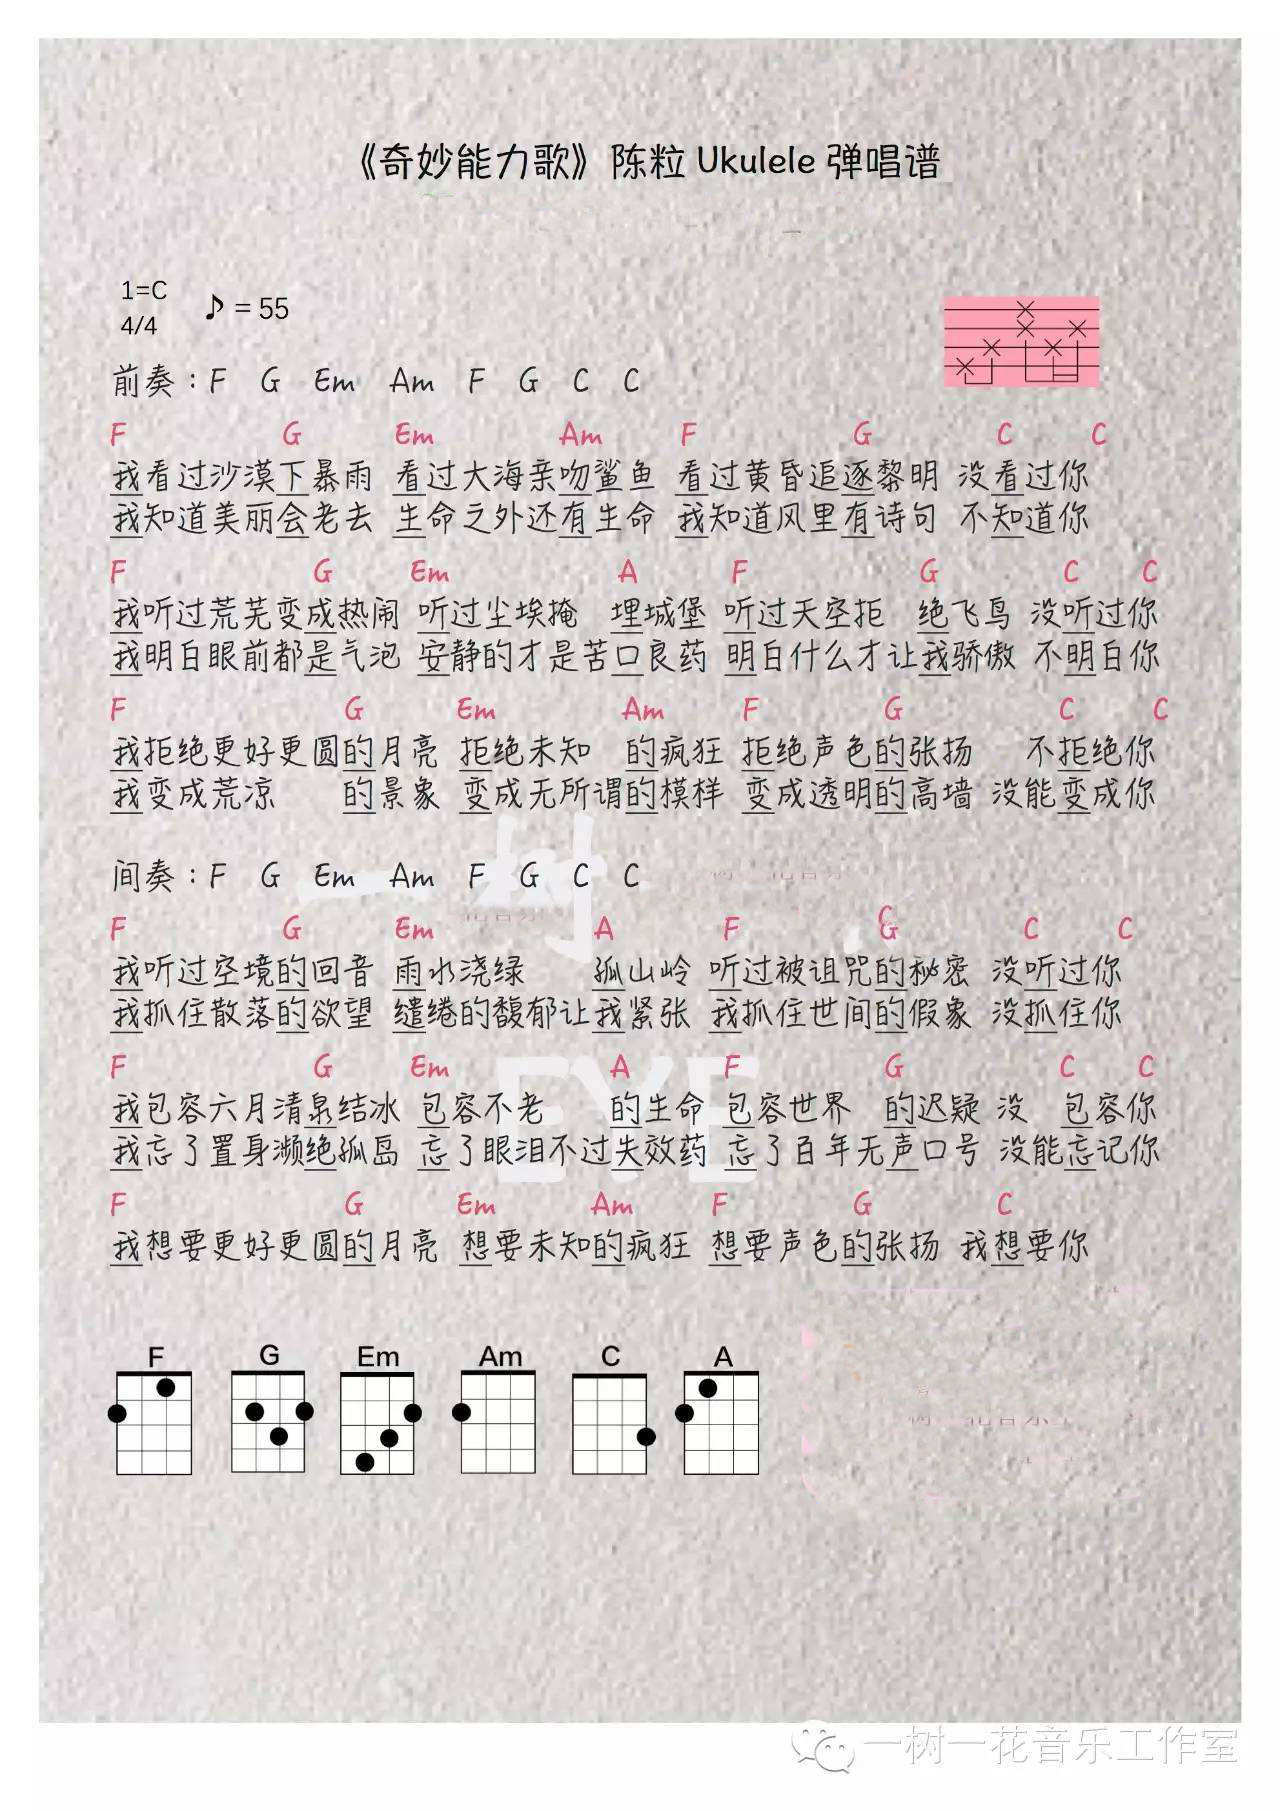 《奇妙能力歌》陈粒 Ukulele 弹唱谱
1=C
4/4
♪ = 55
前奏：F G Em Am F G C C
F G Em Am F G C C
我看过沙漠下暴雨 看过大海亲吻鲨鱼 看过黄昏追逐黎明 没看过你
我知道美丽会老去 生命之外还有生命 我知道风里有诗句 不知道你
F G Em A F G C C
我听过荒芜变成热闹 听过尘埃掩 埋城堡 听过天空拒 绝飞鸟 没听过你
我明白眼前都是气泡 安静的才是苦口良药 明白什么才让我骄傲 不明白你
F G Em Am F G C C
我拒绝更好更圆的月亮 拒绝未知 的疯狂 拒绝声色的张扬 不拒绝你
我变成荒凉 的景象 变成无所谓的模样 变成透明的高墙 没能变成你
间奏：F G Em Am F G C C
F G Em A F G C C
我听过空境的回音 雨水浇绿 孤山岭 听过被诅咒的秘密 没听过你
我抓住散落的欲望 缱绻的馥郁让我紧张 我抓住世间的假象 没抓住你
F G Em A F G C C
我包容六月清泉结冰 包容不老 的生命 包容世界 的迟疑 没 包容你
我忘了置身濒绝孤岛 忘了眼泪不过失效药 忘了百年无声口号 没能忘记你
F G Em Am F G C
我想要更好更圆的月亮 想要未知的疯狂 想要声色的张扬 我想要你
F G Em Am C A
一树
EYE
一树一花音乐工作室